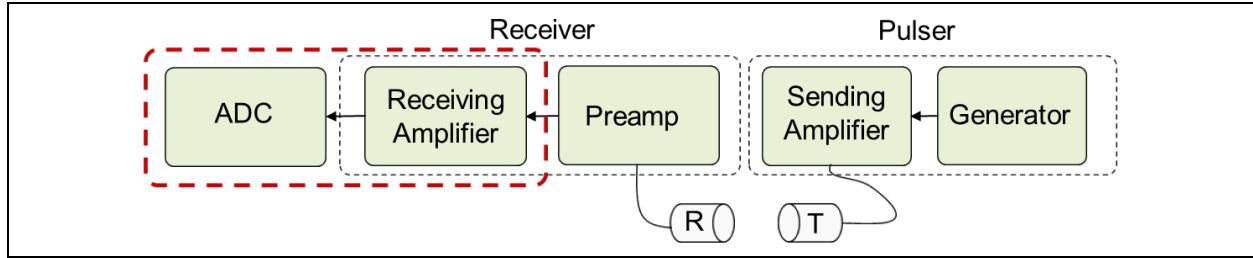 Receiver
Pulser
ADC
Receiving
Amplifier
Preamp
Sending
Amplifier
Generator
R
T